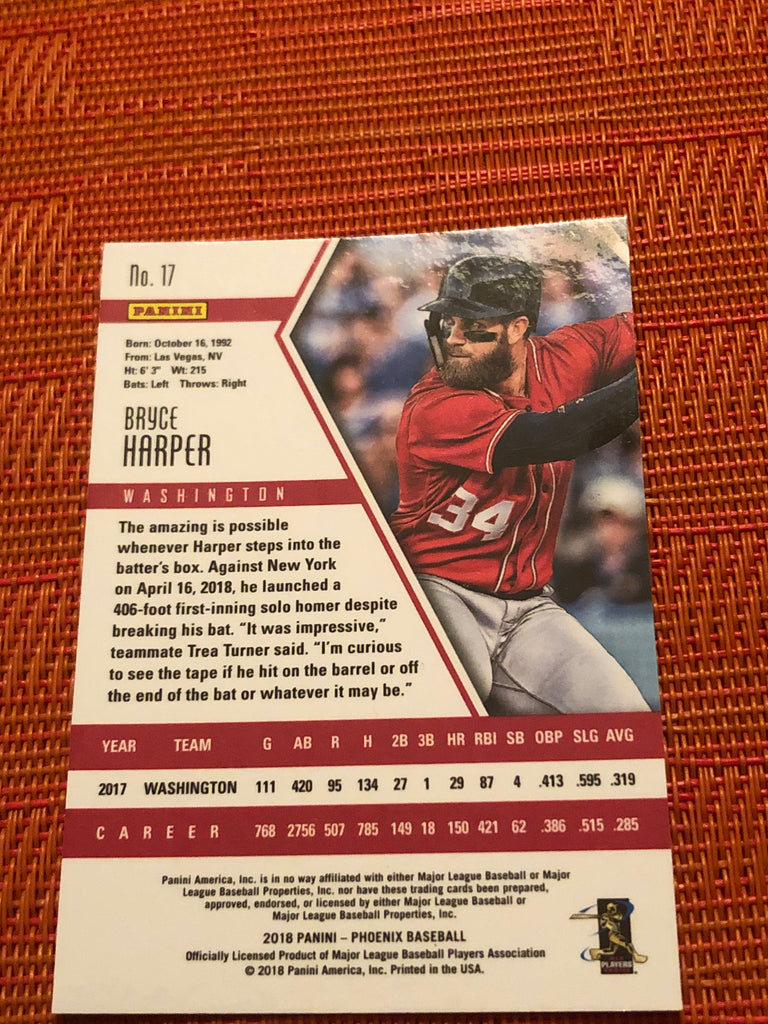 No. 17
PANINI
Born: October 16, 1992
From: Las Vegas, NV
Ht: 6' 3" Wt: 215
Bats: Left Throws: Right
BRYCE
HARPER
WASHINGTON
The amazing is possible
whenever Harper steps into the
batter's box. Against New York
on April 16, 2018, he launched a
406-foot first-inning solo homer despite
breaking his bat. "It was impressive,"
teammate Trea Turner said. "I'm curious
to see the tape if he hit on the barrel or off
the end of the bat or whatever it may be."
34
YEAR TEAM G AB R H 2B 3B HR RBI SB OBP SLG AVG
2017 WASHINGTON 111 420 95 134 27 1 29 87 4 .413 .595 .319
CAREER 768 2756 507 785 149 18 150 421 62 .386 .515 .285
Panini America, Inc. is in no way affiliated with either Major League Baseball or Major
League Baseball Properties, Inc. nor have these trading cards been prepared,
approved, endorsed, or licensed by either Major League Baseball or
Major League Baseball Properties, Inc.
2018 PANINI – PHOENIX BASEBALL
Officially Licensed Product of Major League Baseball Players Association
© 2018 Panini America, Inc. Printed in the USA.
PLAYERS